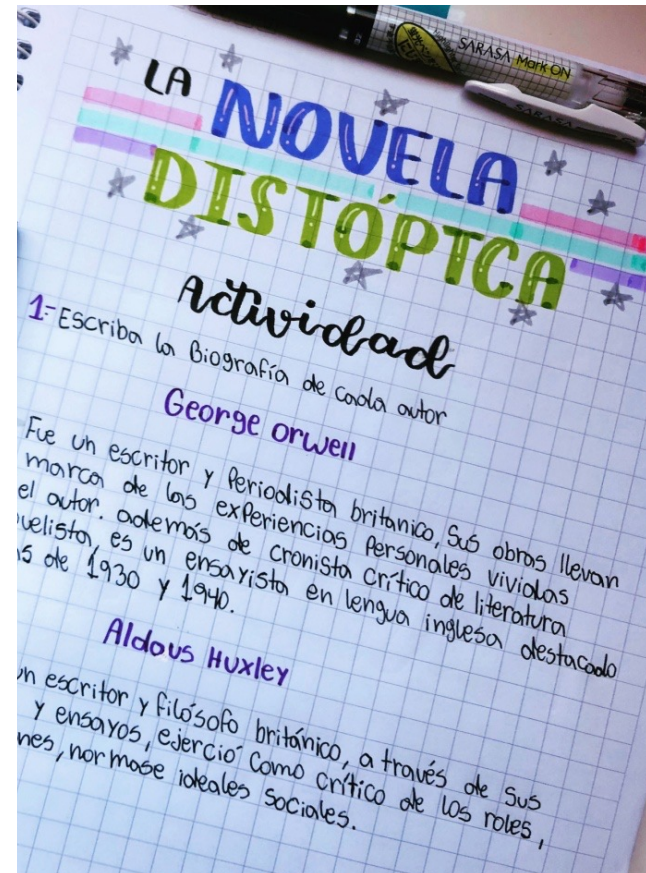 SARASA Mark ON
SARASA
LA NOVELA
DISTÓPTCA
Actividad
1-Escriba la Biografía de cada autor
George orwell
Fue un escritor y Periodista britanico, Sus obras llevan
marca de las experiencias Personales vividas
el autor. además de cronista crítico de literatura
velista, es un ensayista en lengua inglesa destacado
s de 1930 y 1940.
Aldous Huxley
un escritor y filósofo británico, a través de sus
y ensayos, ejerció como crítico de los roles,
nes, normase ideales sociales.